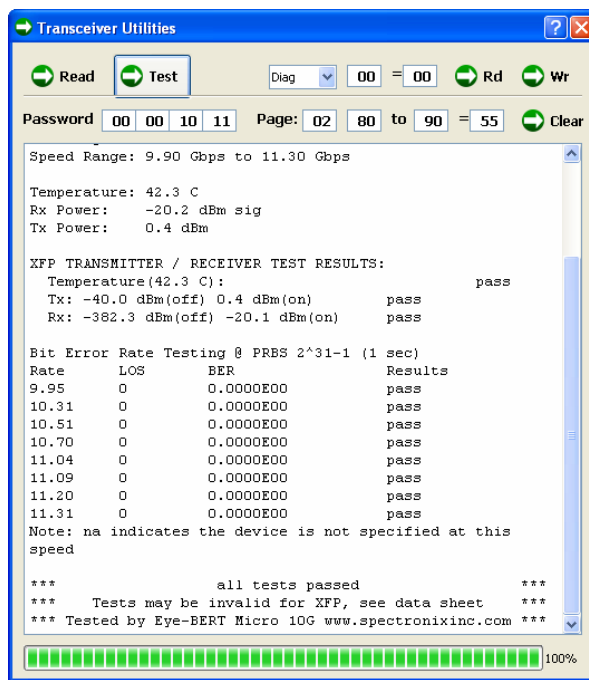 Transceiver Utilities
Read Test Diag 00 = 00 Rd Wr
Password 00 00 10 11 Page: 02 80 to 90 = 55 Clear
Speed Range: 9.90 Gbps to 11.30 Gbps
Temperature: 42.3 C
Rx Power: -20.2 dBm sig
Tx Power: 0.4 dBm
XFP TRANSMITTER / RECEIVER TEST RESULTS:
Temperature(42.3 C): pass
Tx: -40.0 dBm(off) 0.4 dBm(on) pass
Rx: -382.3 dBm(off) -20.1 dBm(on) pass
Bit Error Rate Testing @ PRBS 2^31-1 (1 sec)
Rate LOS BER Results
9.95 0 0.0000E00 pass
10.31 0 0.0000E00 pass
10.51 0 0.0000E00 pass
10.70 0 0.0000E00 pass
11.04 0 0.0000E00 pass
11.09 0 0.0000E00 pass
11.20 0 0.0000E00 pass
11.31 0 0.0000E00 pass
Note: na indicates the device is not specified at this
speed
*** all tests passed ***
*** Tests may be invalid for XFP, see data sheet ***
*** Tested by Eye-BERT Micro 10G www.spectronixinc.com ***
100%